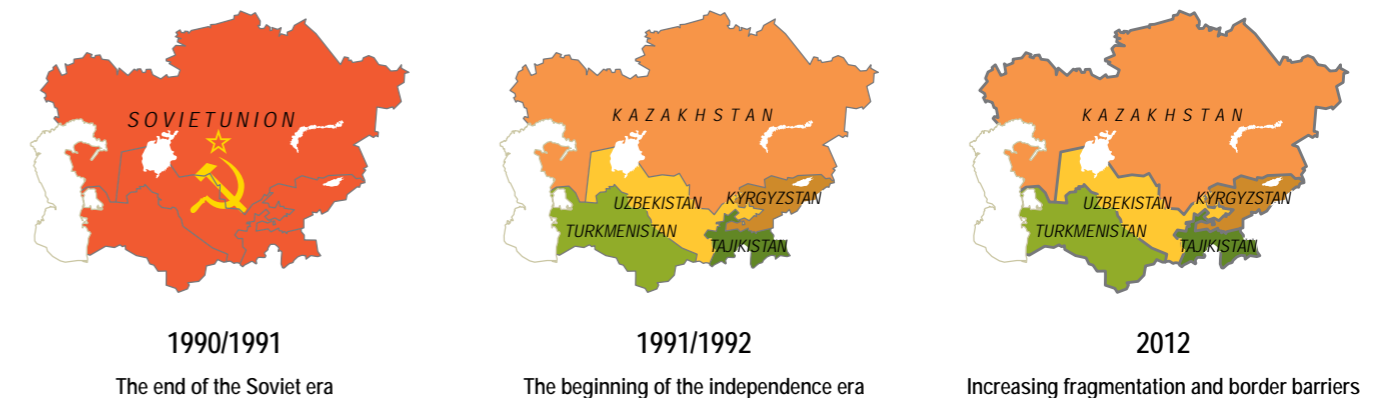 SOVIETUNION
1990/1991
The end of the Soviet era
KAZAKHSTAN
UZBEKISTAN
KYRGYZSTAN
TURKMENISTAN
TAJIKISTAN
1991/1992
The beginning of the independence era
KAZAKHSTAN
UZBEKISTAN
KYRGYZSTAN
TURKMENISTAN
TAJIKISTAN
2012
Increasing fragmentation and border barriers